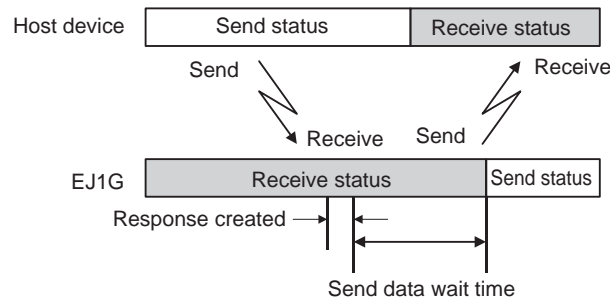 Host device
Send status
Receive status
Send
Receive
Receive
Send
EJ1G
Receive status
Send status
Response created
Send data wait time